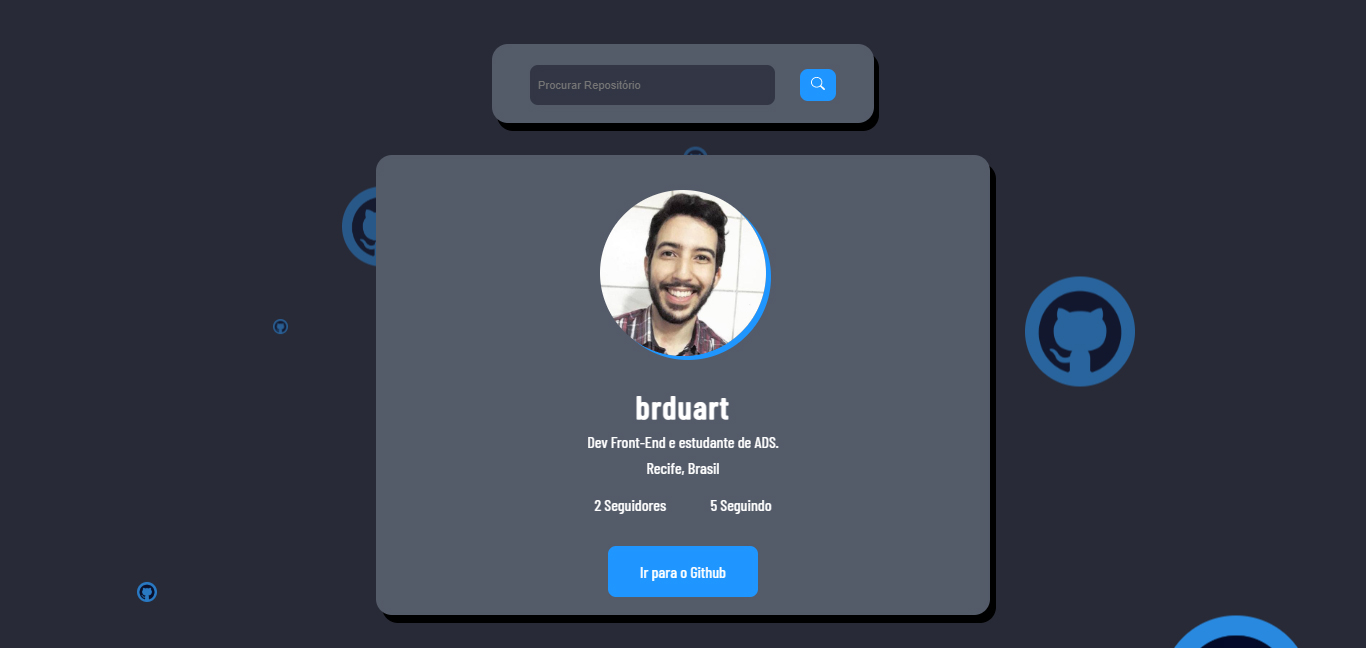 Procurar Repositório
brduart
Dev Front-End e estudante de ADS.
Recife, Brasil
2 Seguidores 5 Seguindo
Ir para o Github